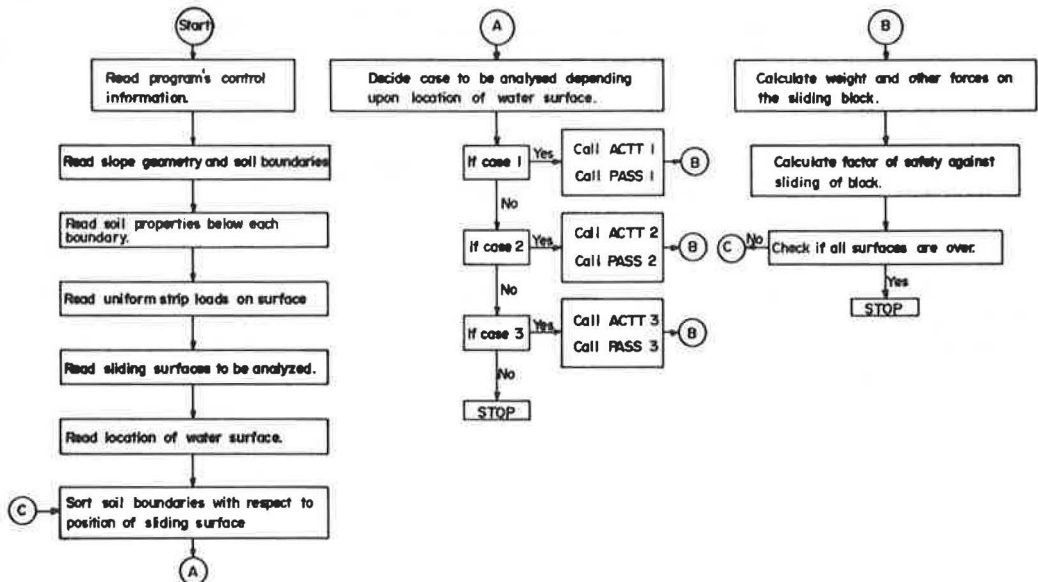 Start
Read program's control
information.
Read slope geometry and soil boundaries
Read soil properties below each
boundary.
Read uniform strip loads on surface
Read sliding surfaces to be analyzed.
Read location of water surface.
C
Sort soil boundaries with respect to
position of sliding surface
A
A
Decide case to be analysed depending
upon location of water surface.
If case 1
Yes
Call ACTT 1
Call PASS 1
B
No
if case 2
Yes
Call ACTT 2
Call PASS 2
B
No
If case 3
Yes
Call ACTT 3
Call PASS 3
B
No
STOP
B
Calculate weight and other forces on
the sliding block.
Calculate factor of safety against
sliding of block.
C
No
Check if all surfaces are over.
Yes
STOP